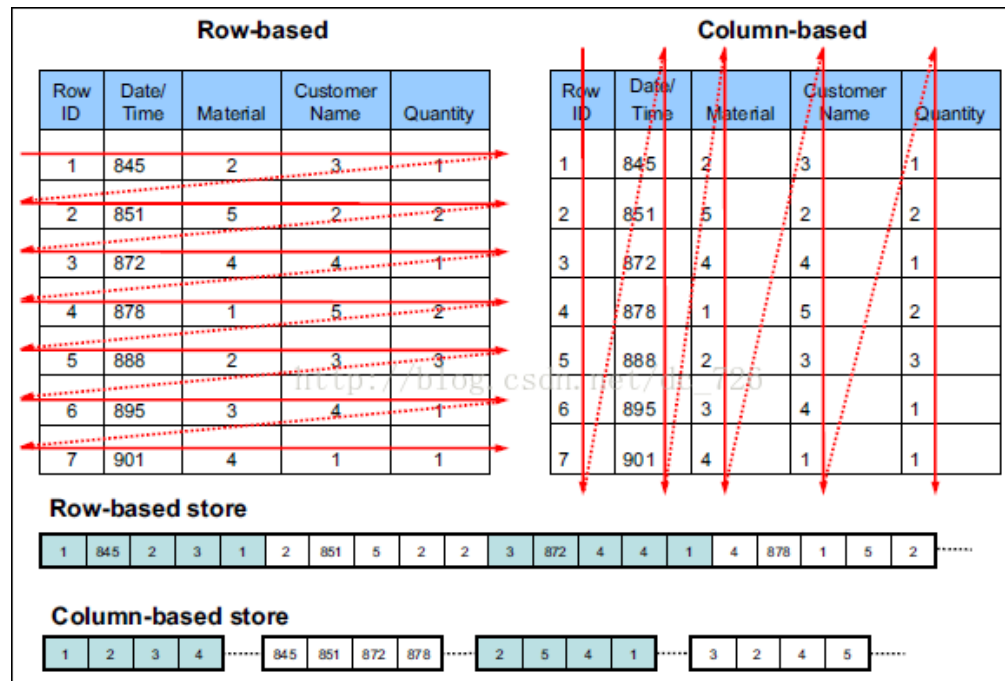 Row-based
Row ID Date/ Time Material Customer Name Quantity
1 845 2 3 1
2 851 5 2 2
3 872 4 4 1
4 878 1 5 2
5 888 2 3 3
6 895 3 4 1
7 901 4 1 1
Column-based
Row ID Date/ Time Material Customer Name Quantity
1 845 2 3 1
2 851 5 2 2
3 872 4 4 1
4 878 1 5 2
5 888 2 3 3
6 895 3 4 1
7 901 4 1 1
http://blog.csdn.net/dc_726
Row-based store
1 845 2 3 1 2 851 5 2 2 3 872 4 4 1 4 878 1 5 2
Column-based store
1 2 3 4 845 851 872 878 2 5 4 1 3 2 4 5